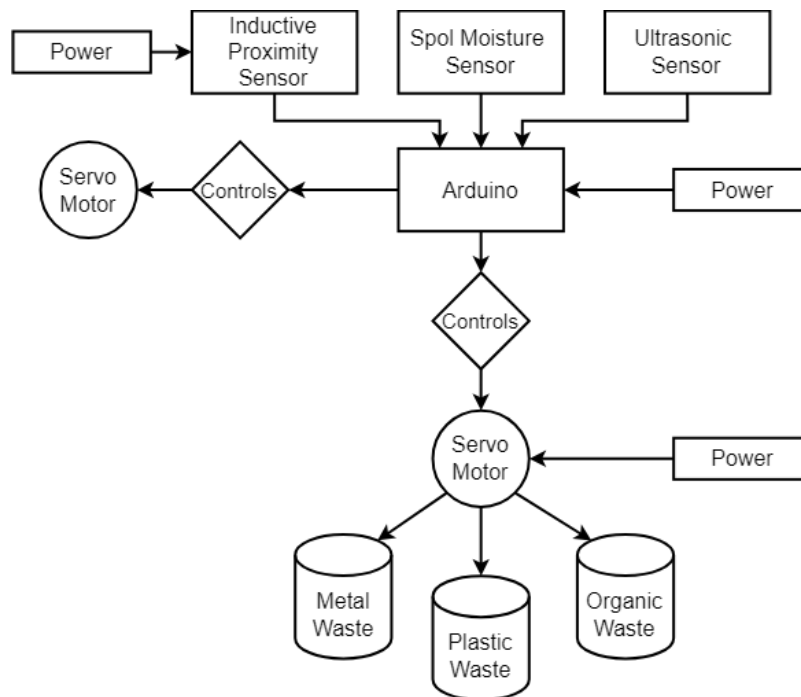 Power
Inductive
Proximity
Sensor
Spol Moisture
Sensor
Ultrasonic
Sensor
Servo
Motor
Controls
Arduino
Power
Controls
Servo
Motor
Power
Metal
Waste
Plastic
Waste
Organic
Waste